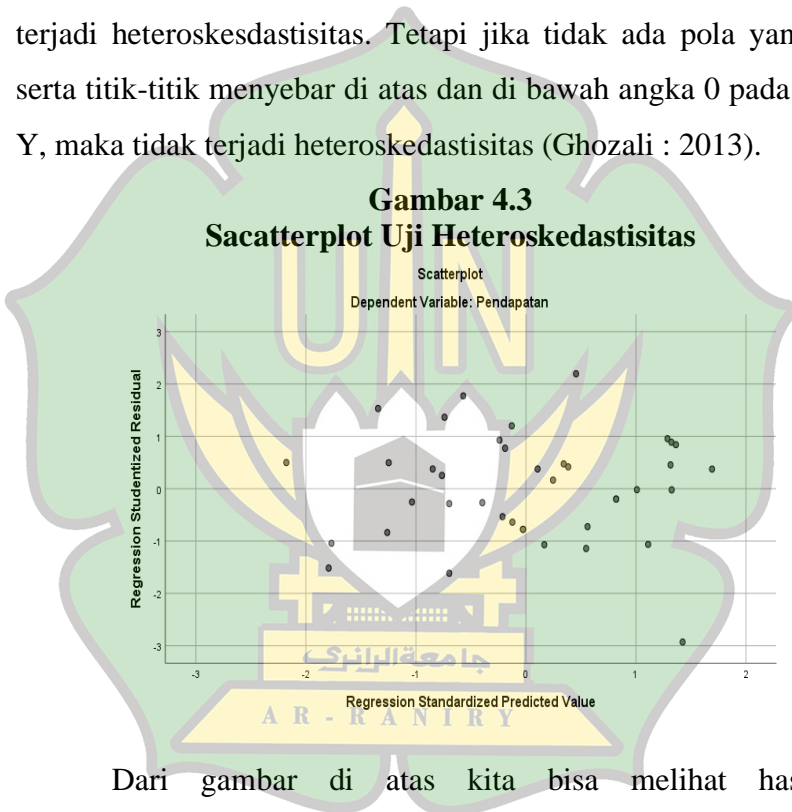 terjadi heteroskesdastisitas. Tetapi jika tidak ada pola yan
serta titik-titik menyebar di atas dan di bawah angka 0 pada
Y, maka tidak terjadi heteroskedastisitas (Ghozali : 2013).
Gambar 4.3
Sacatterplot Uji Heteroskedastisitas
Scatterplot
Dependent Variable: Pendapatan
UIN
Regression Studentized Residual
3
2
1
0
-1
-2
-3
-3
-2
-1
0
1
2
Regression Standardized Predicted Value
جامعة الرانري
AR-RANIRY
Dari gambar di atas kita bisa melihat has